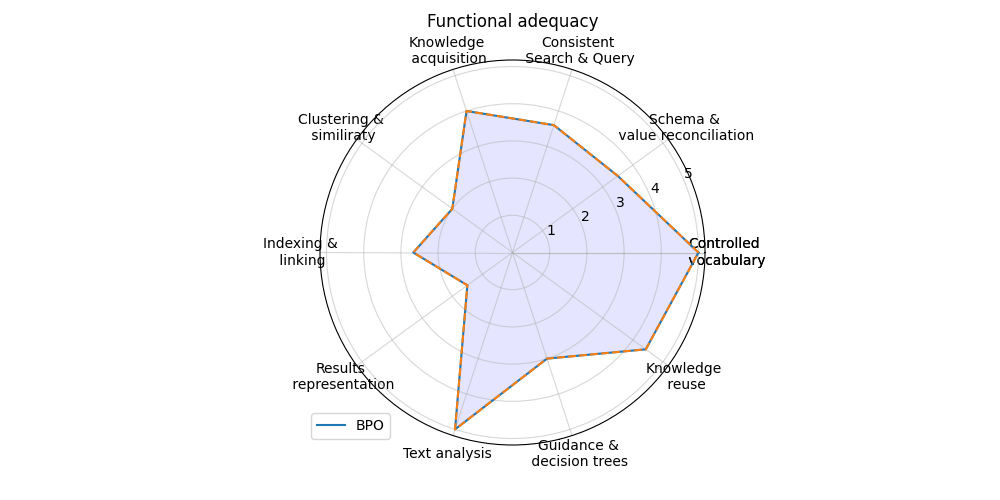 Functional adequacy
Knowledge
acquisition
Consistent
Search & Query
Clustering &
similiraty
Schema &
value reconciliation
5
4
3
2
1
Indexing &
linking
Controlled
vocabulary
Results
representation
Knowledge
reuse
BPO
Text analysis
Guidance &
decision trees